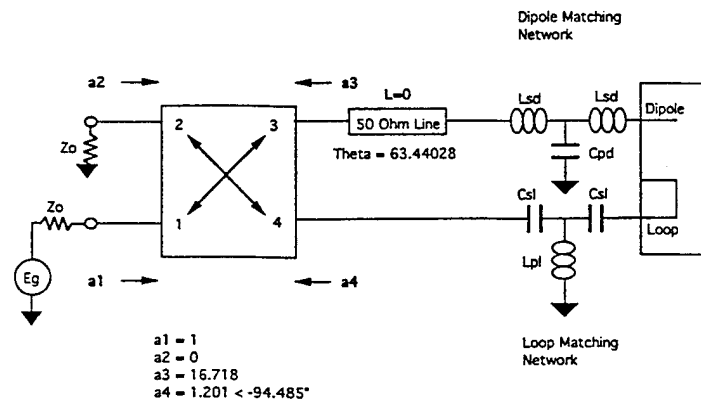 Dipole Matching
Network
a2
a3
L=0
Lsd
Lsd
Dipole
2
3
50 Ohm Line
Zo
Theta = 63.44028
Cpd
Zo
1
4
Csl
Csl
Loop
Eg
a1
a4
Lpl
a1 = 1
a2 = 0
a3 = 16.718
a4 = 1.201 < -94.485°
Loop Matching
Network